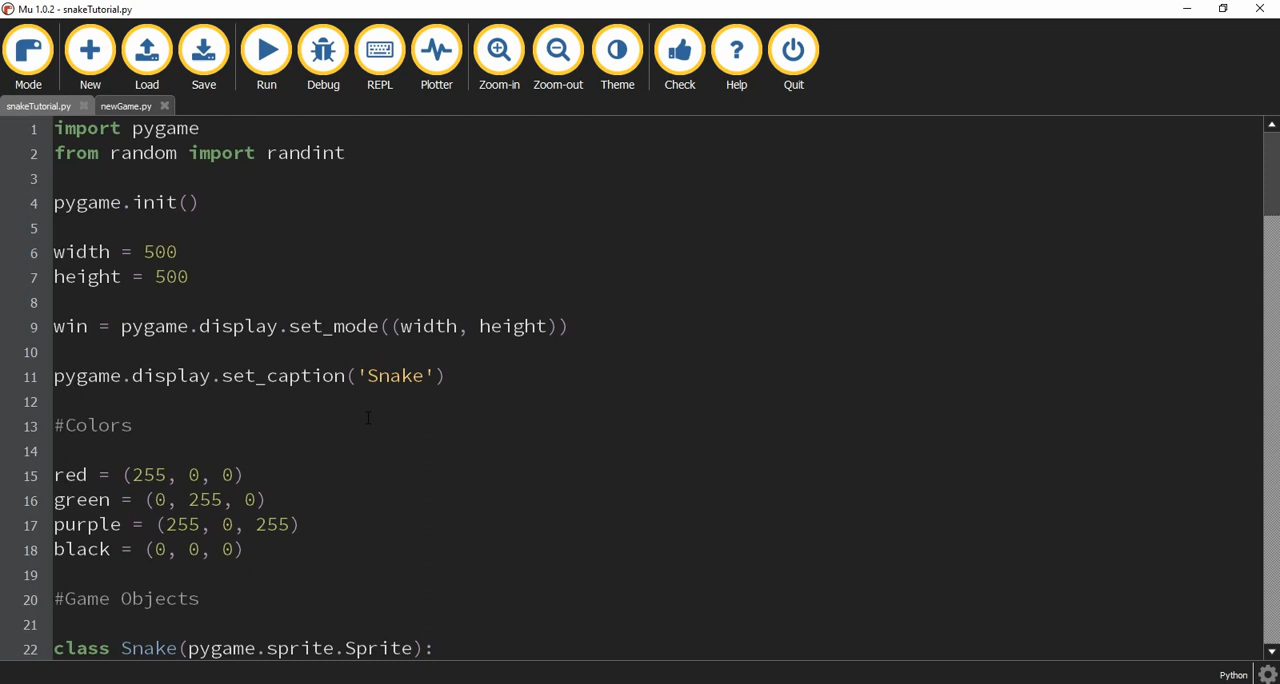 Mu 1.0.2 - snakeTutorial.py
Mode New Load Save Run Debug REPL Plotter Zoom-in Zoom-out Theme Check Help Quit
snakeTutorial.py newGame.py
1 import pygame
2 from random import randint
3
4 pygame.init()
5
6 width = 500
7 height = 500
8
9 win = pygame.display.set_mode((width, height))
10
11 pygame.display.set_caption('Snake')
12
13 #Colors
14
15 red = (255, 0, 0)
16 green = (0, 255, 0)
17 purple = (255, 0, 255)
18 black = (0, 0, 0)
19
20 #Game Objects
21
22 class Snake(pygame.sprite.Sprite):
Python